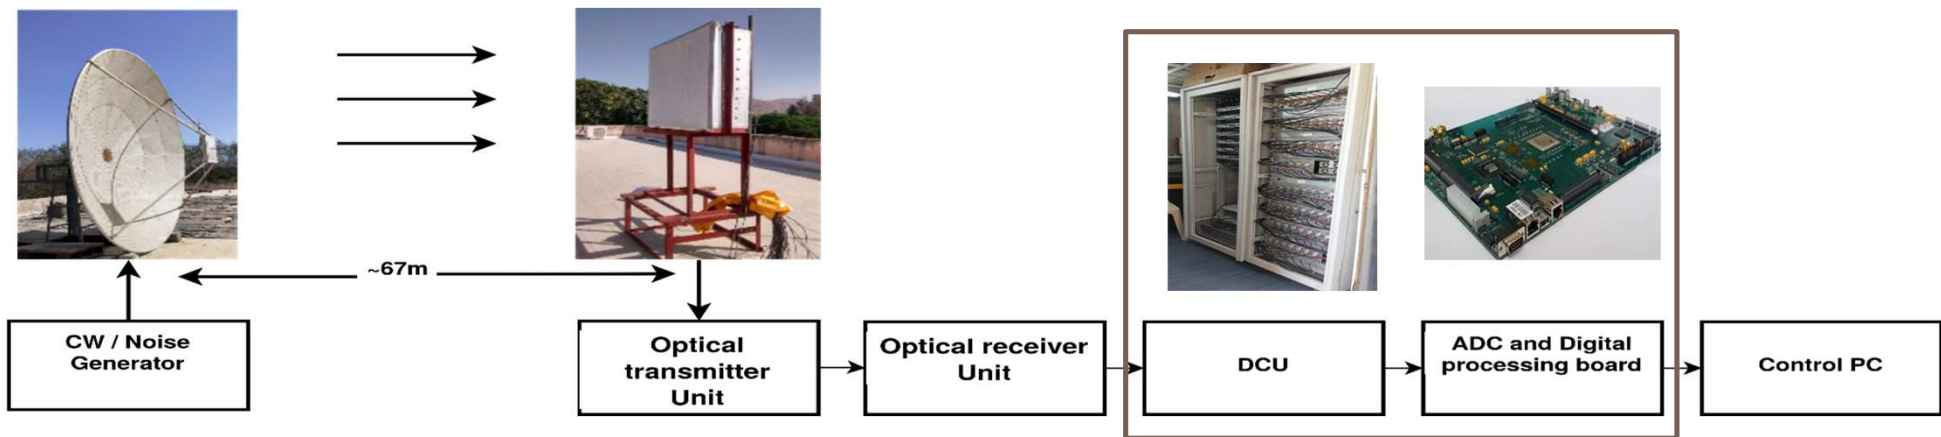 ~67m
CW / Noise
Generator
Optical
transmitter
Unit
Optical receiver
Unit
DCU
ADC and Digital
processing board
Control PC